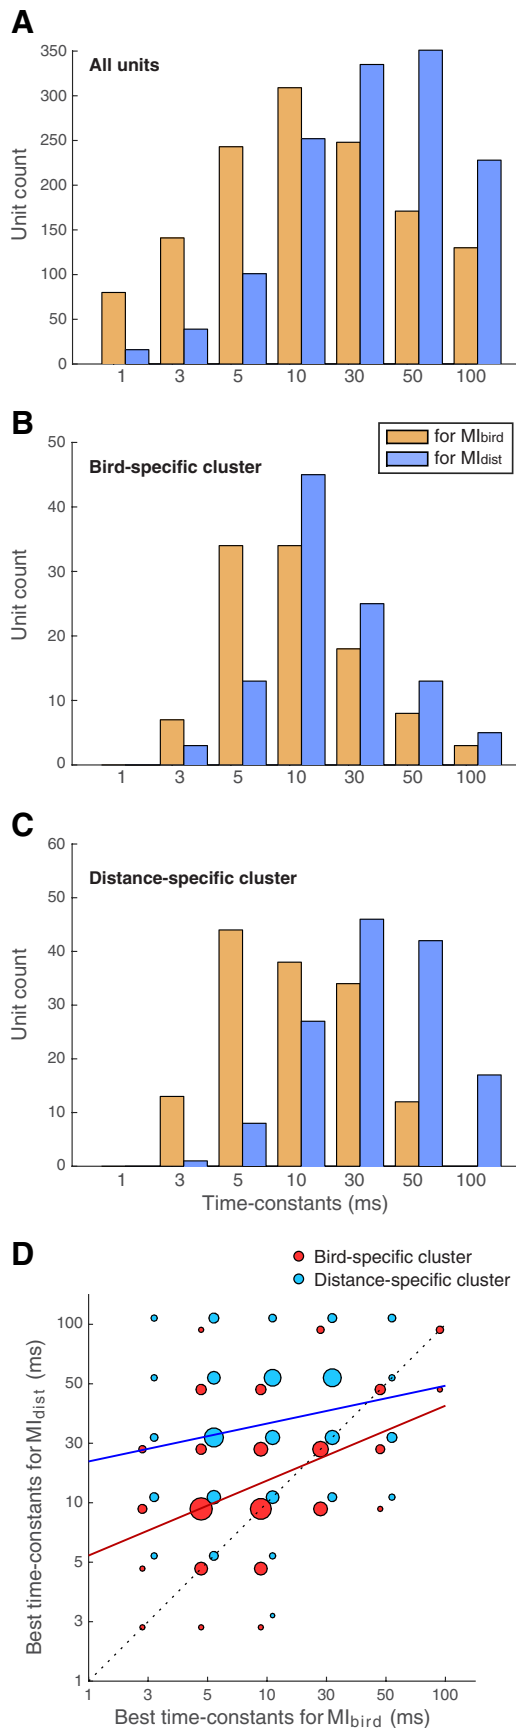 A
All units
350
300
250
200
150
100
50
0
Unit count
1 3 5 10 30 50 100
B
for MIbird
for MIdist
Bird-specific cluster
50
40
30
20
10
0
Unit count
1 3 5 10 30 50 100
C
Distance-specific cluster
60
50
40
30
20
10
0
Unit count
1 3 5 10 30 50 100
Time-constants (ms)
D
Bird-specific cluster
Distance-specific cluster
100
50
30
10
5
3
1
Best time-constants for MIdist (ms)
1 3 5 10 30 50 100
Best time-constants for MIbird (ms)